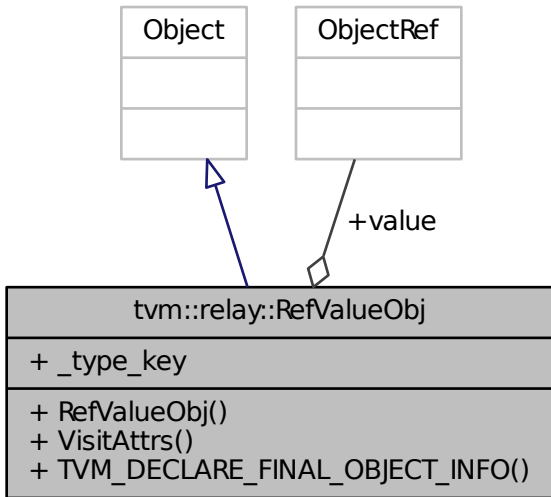 Object
ObjectRef
+value
tvm::relay::RefValueObj
+ _type_key
+ RefValueObj()
+ VisitAttrs()
+ TVM_DECLARE_FINAL_OBJECT_INFO()